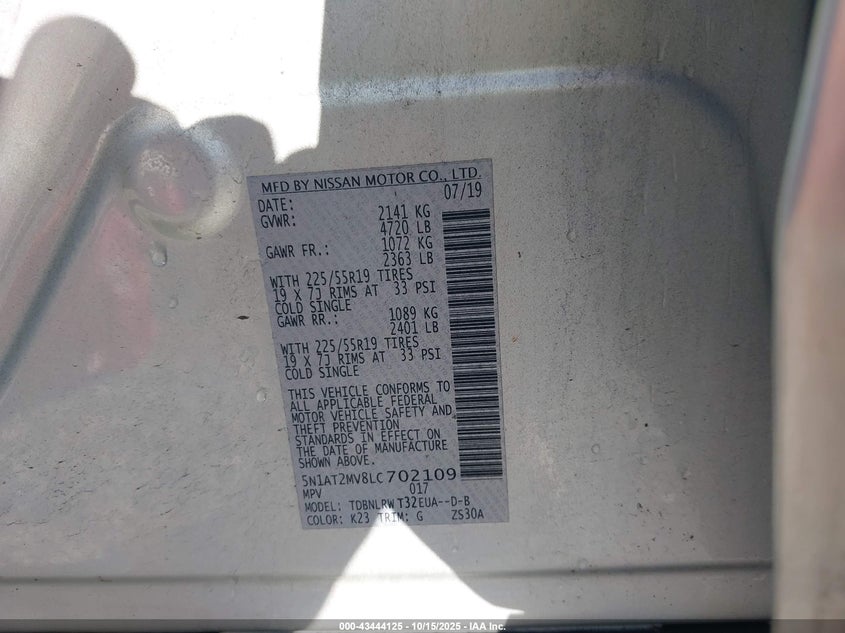 MFD BY NISSAN MOTOR CO., LTD.
DATE: 07/19
GVWR: 2141 KG
4720 LB
GAWR FR.: 1072 KG
2363 LB
WITH 225/55R19 TIRES
19 X 7J RIMS AT 33 PSI
COLD SINGLE
GAWR RR.: 1089 KG
2401 LB
WITH 225/55R19 TIRES
19 X 7J RIMS AT 33 PSI
COLD SINGLE
THIS VEHICLE CONFORMS TO
ALL APPLICABLE FEDERAL
MOTOR VEHICLE SAFETY AND
THEFT PREVENTION
STANDARDS IN EFFECT ON
THE DATE OF MANUFACTURE
SHOWN ABOVE.
5N1AT2MV8LC702109
MPV 017
MODEL: TDBNLRW T32EUA--D-B
COLOR: K23 TRIM: G ZS30A
000-43444125 - 10/15/2025 - IAA Inc.